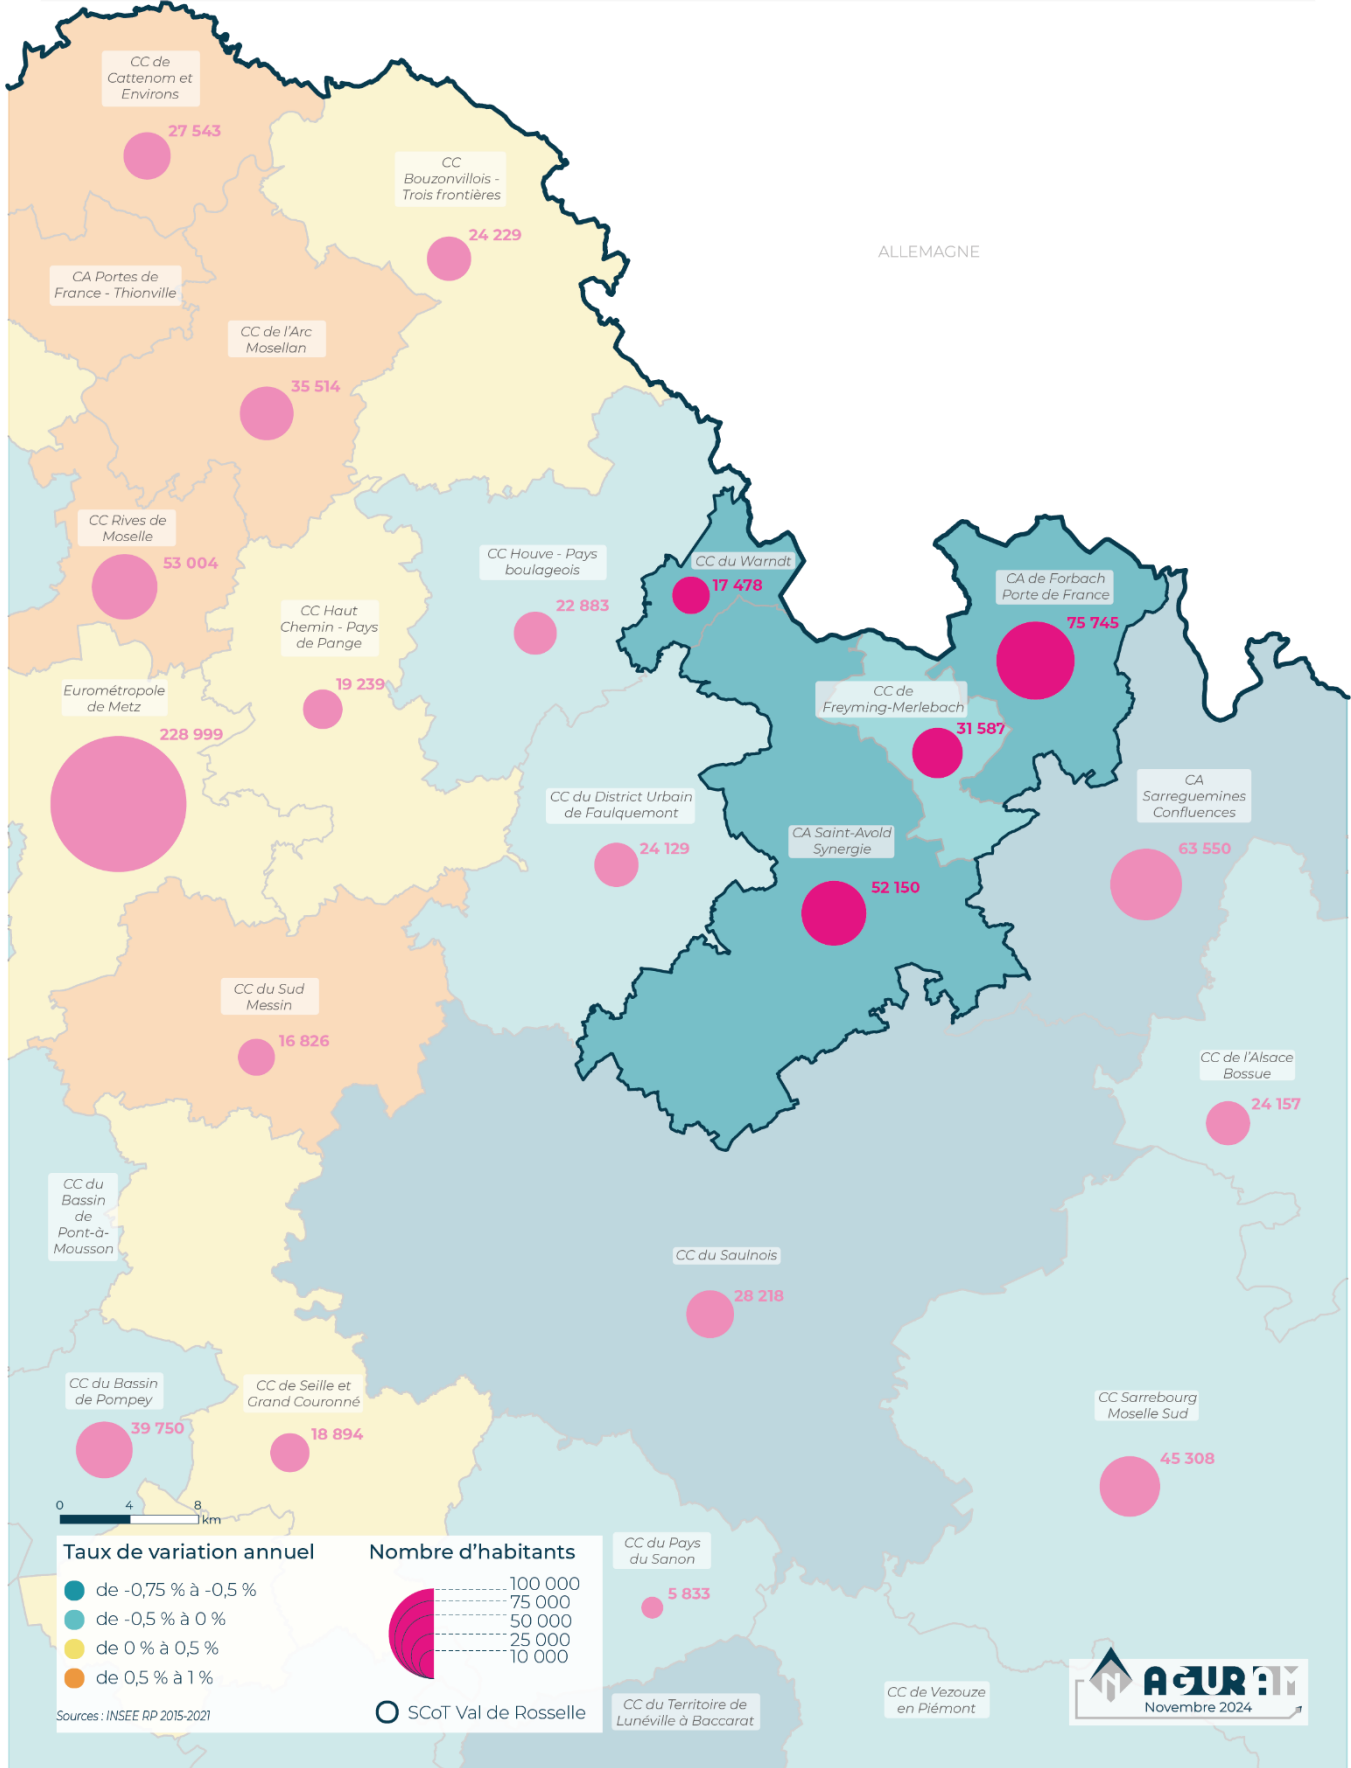 CC de
Cattenom et
Environs
27 543
CC
Bouzonvillois -
Trois frontières
24 229
ALLEMAGNE
CA Portes de
France - Thionville
CC de l'Arc
Mosellan
35 514
CC Rives de
Moselle
53 004
CC Houve - Pays
boulageois
22 883
CC du Warndt
17 478
CA de Forbach
Porte de France
75 745
CC Haut
Chemin - Pays
de Pange
19 239
Eurométropole
de Metz
228 999
CC de
Freyming-Merlebach
31 587
CC du District Urbain
de Faulquemont
24 129
CA Saint-Avold
Synergie
52 150
CA
Sarreguemines
Confluences
63 550
CC du Sud
Messin
16 826
CC de l'Alsace
Bossue
24 157
CC du
Bassin
de
Pont-à-
Mousson
CC du Saulnois
28 218
CC du Bassin
de Pompey
39 750
CC de Seille et
Grand Couronné
18 894
CC Sarrebourg
Moselle Sud
45 308
CC du Pays
du Sanon
5 833
CC du Territoire de
Lunéville à Baccarat
CC de Vezouze
en Piémont
0 4 8
km
Taux de variation annuel
de -0,75 % à -0,5 %
de -0,5 % à 0 %
de 0 % à 0,5 %
de 0,5 % à 1 %
Sources : INSEE RP 2015-2021
Nombre d'habitants
100 000
75 000
50 000
25 000
10 000
SCoT Val de Rosselle
N
AGURAM
Novembre 2024